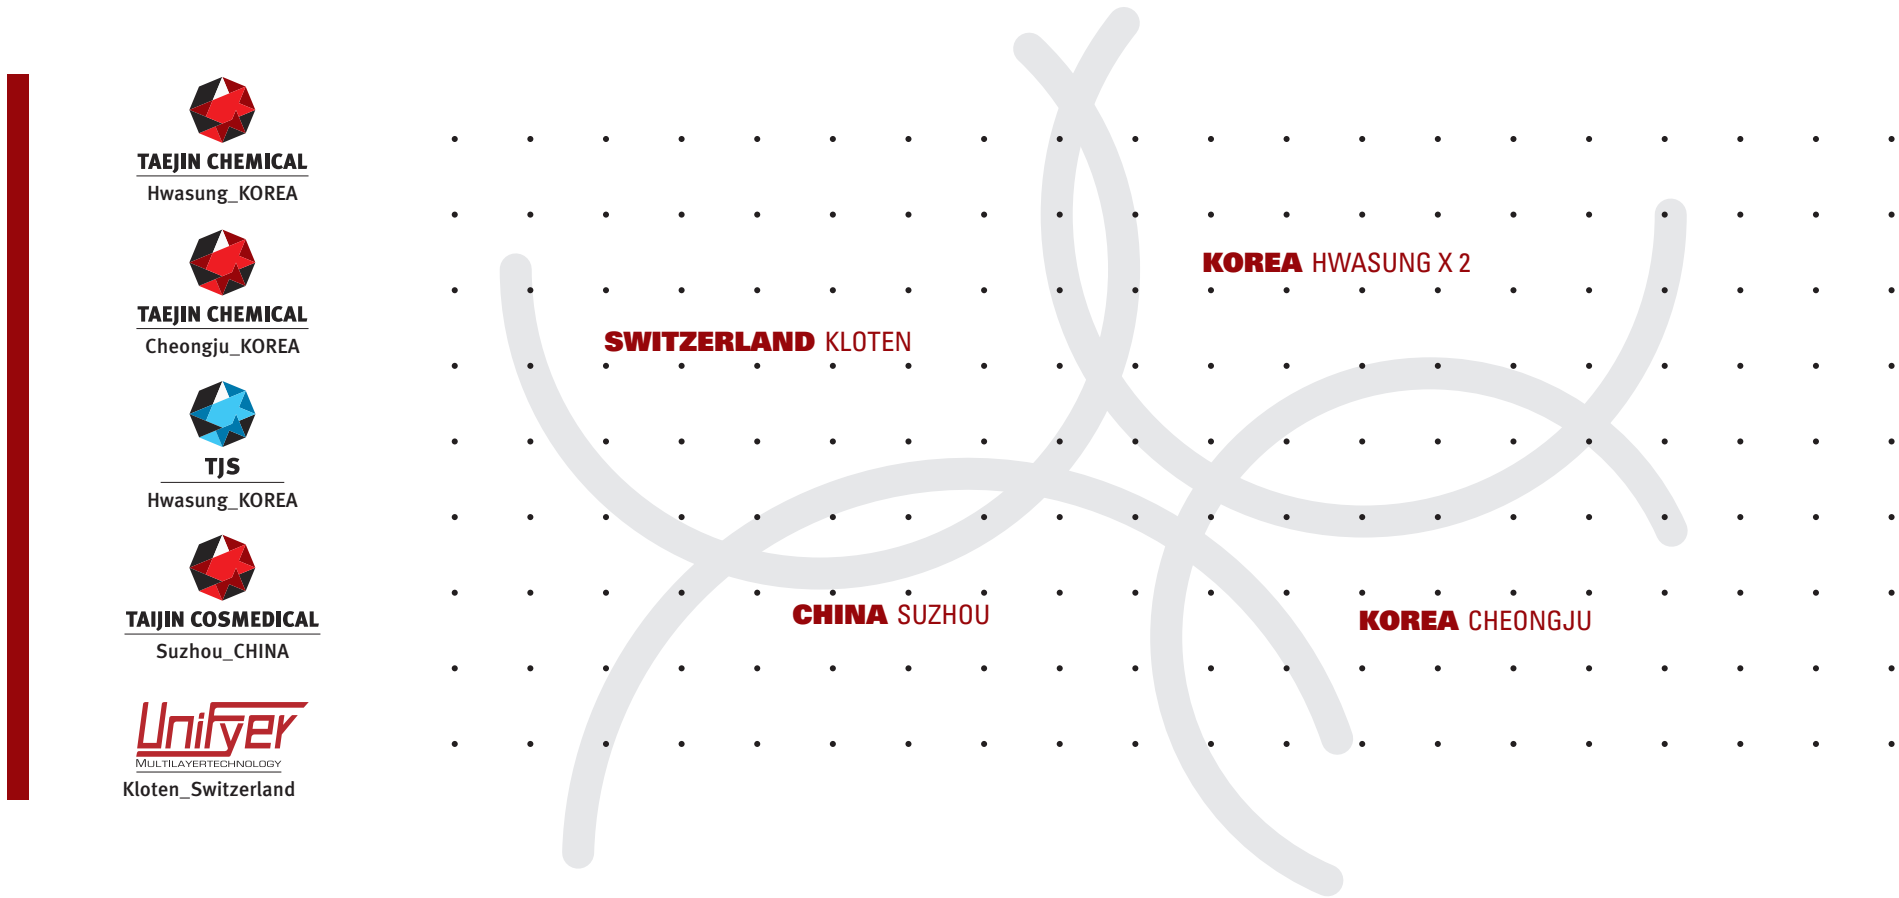 TAEJIN CHEMICAL
Hwasung_KOREA
TAEJIN CHEMICAL
Cheongju_KOREA
TJS
Hwasung_KOREA
TAIJIN COSMEDICAL
Suzhou_CHINA
Unifyer
MULTILAYERTECHNOLOGY
Kloten_Switzerland
KOREA HWASUNG X 2
SWITZERLAND KLOTEN
CHINA SUZHOU
KOREA CHEONGJU